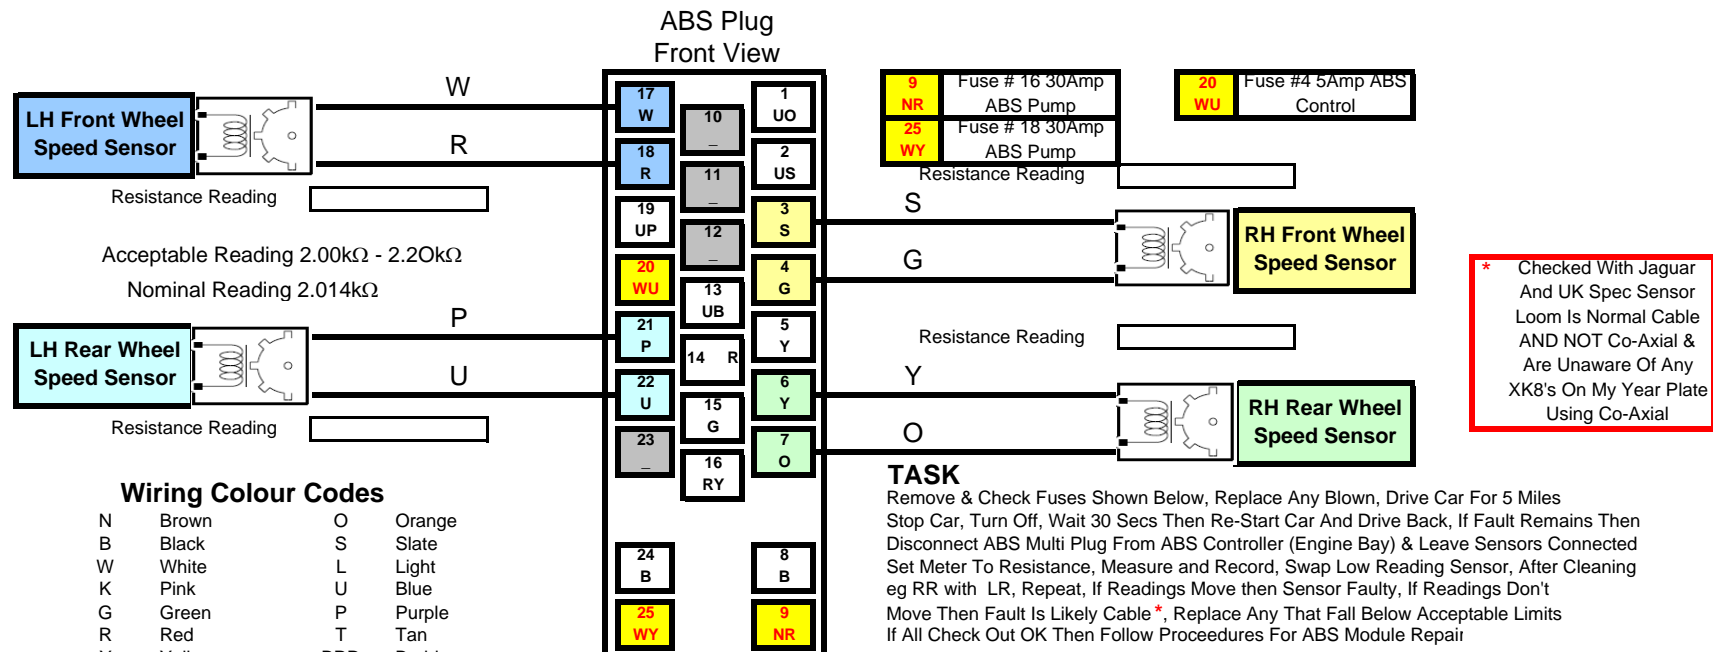 ABS Plug
Front View
LH Front Wheel
Speed Sensor
W
R
Resistance Reading
Acceptable Reading 2.00kΩ - 2.2OkΩ
Nominal Reading 2.014kΩ
LH Rear Wheel
Speed Sensor
P
U
Resistance Reading
17
W
18
R
19
UP
20
WU
21
P
22
U
23
_
24
B
25
WY
10
_
11
_
12
_
13
UB
14 R
15
G
16
RY
1
UO
2
US
3
S
4
G
5
Y
6
Y
7
O
8
B
9
NR
9
NR
Fuse # 16 30Amp
ABS Pump
25
WY
Fuse # 18 30Amp
ABS Pump
20
WU
Fuse #4 5Amp ABS
Control
Resistance Reading
S
G
RH Front Wheel
Speed Sensor
Resistance Reading
Y
O
RH Rear Wheel
Speed Sensor
* Checked With Jaguar
And UK Spec Sensor
Loom Is Normal Cable
AND NOT Co-Axial &
Are Unaware Of Any
XK8's On My Year Plate
Using Co-Axial
Wiring Colour Codes
N Brown O Orange
B Black S Slate
W White L Light
K Pink U Blue
G Green P Purple
R Red T Tan
TASK
Remove & Check Fuses Shown Below, Replace Any Blown, Drive Car For 5 Miles
Stop Car, Turn Off, Wait 30 Secs Then Re-Start Car And Drive Back, If Fault Remains Then
Disconnect ABS Multi Plug From ABS Controller (Engine Bay) & Leave Sensors Connected
Set Meter To Resistance, Measure and Record, Swap Low Reading Sensor, After Cleaning
eg RR with LR, Repeat, If Readings Move then Sensor Faulty, If Readings Don't
Move Then Fault Is Likely Cable *, Replace Any That Fall Below Acceptable Limits
If All Check Out OK Then Follow Proceedures For ABS Module Repair